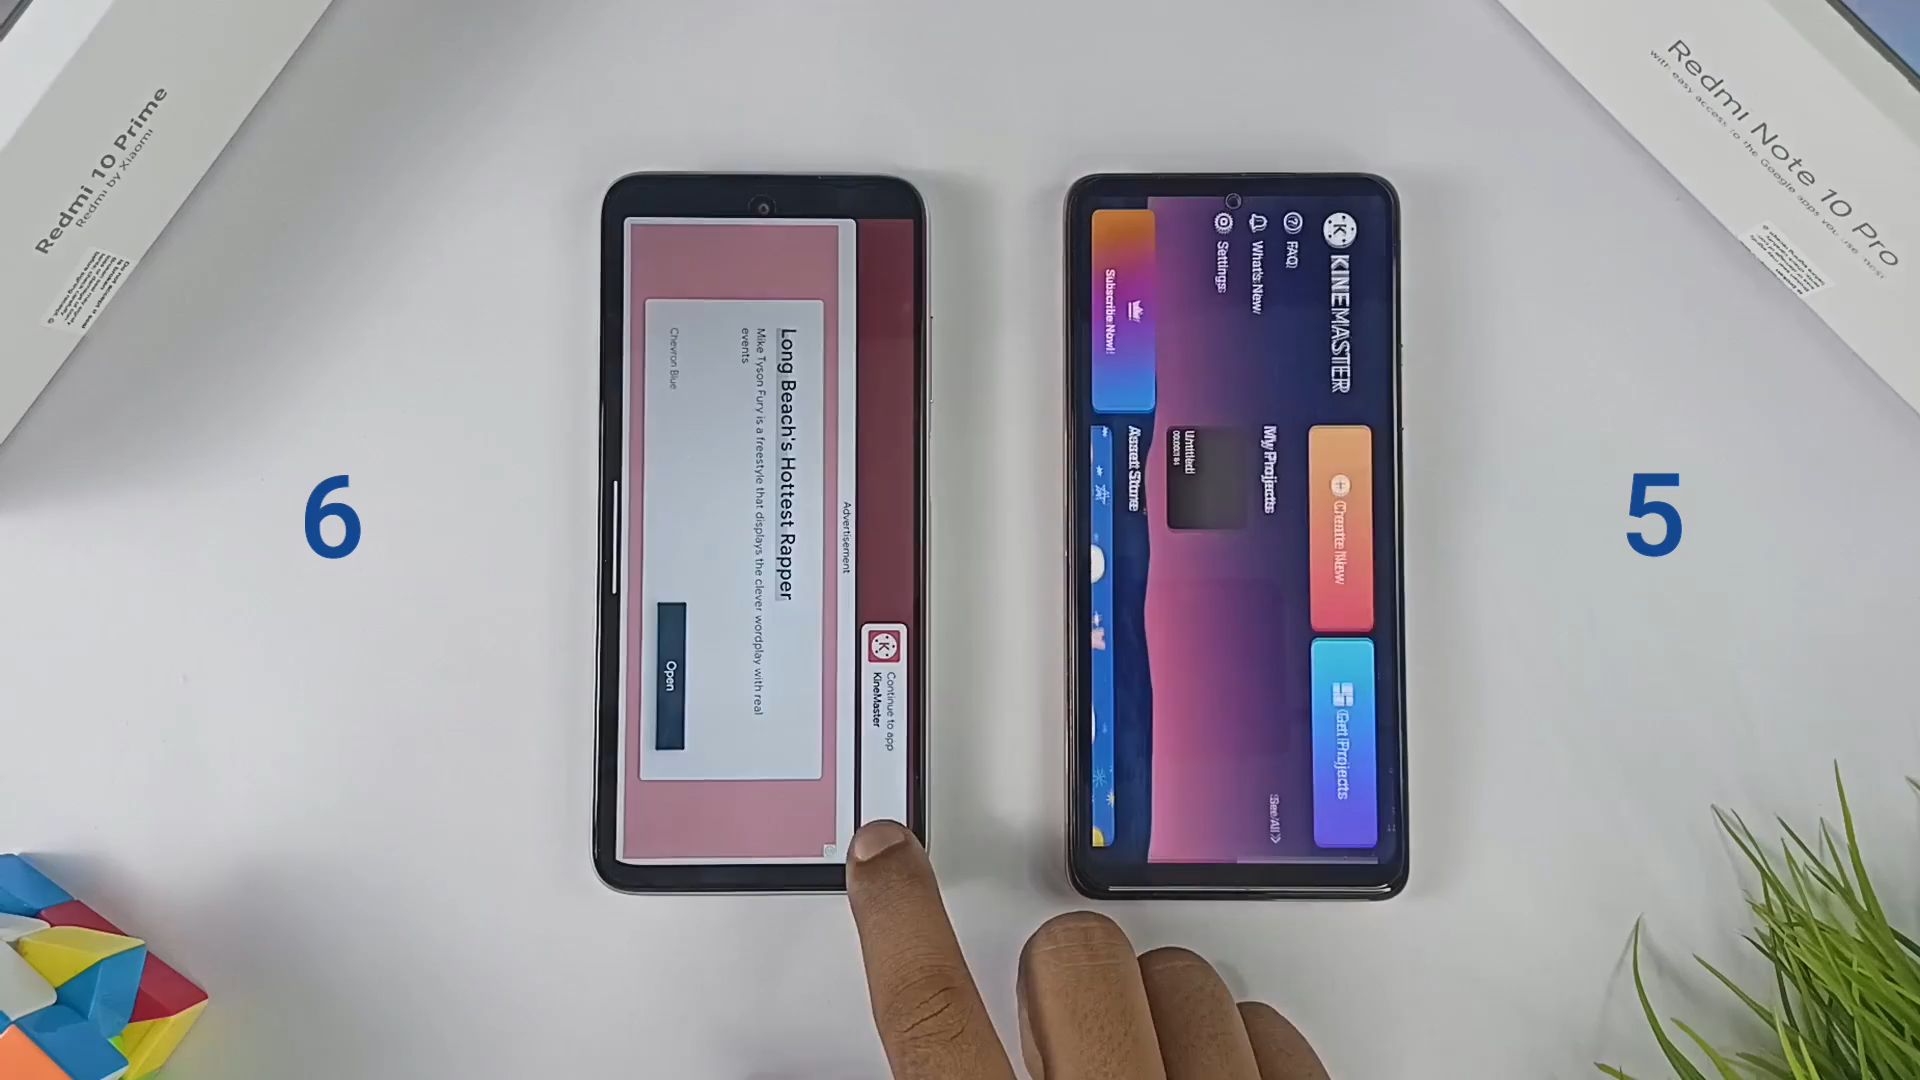 Redmi 10 Prime
Redmi by Xiaomi
6
Advertisement
Long Beach's Hottest Rapper
Mike Tyson Fury is a freestyle that displays the clever wordplay with real
events
Chevron Blue
Open
Continue to app
KineMaster
KINEMASTER
FAQ
What's New
Settings
Subscribe Now!
Create New
Get Projects
My Projects
See All
Untitled
Asset Store
5
Redmi Note 10 Pro
with easy access to the Google apps you use most